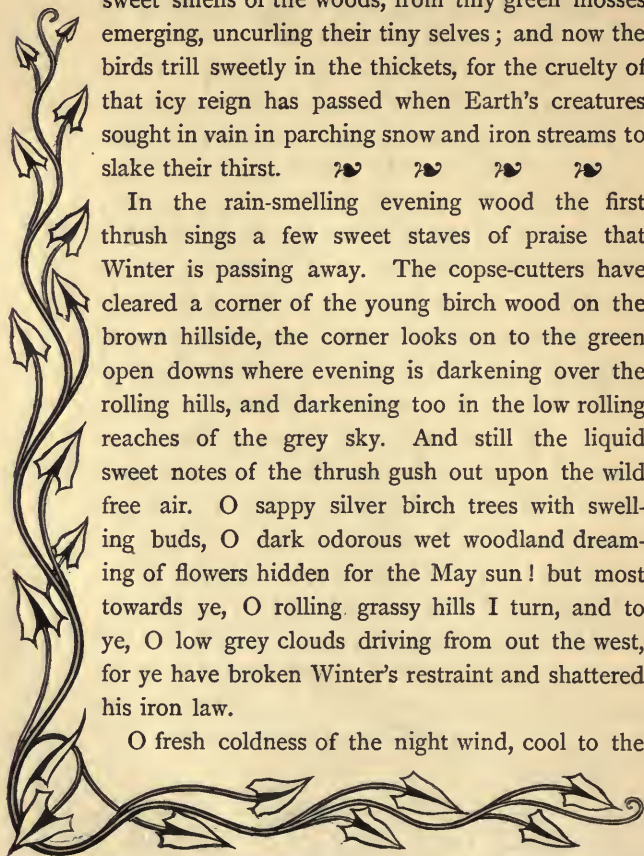 sweet smells of the woods, from tiny green mosses
emerging, uncurling their tiny selves; and now the
birds trill sweetly in the thickets, for the cruelty of
that icy reign has passed when Earth's creatures
sought in vain in parching snow and iron streams to
slake their thirst.
In the rain-smelling evening wood the first
thrush sings a few sweet staves of praise that
Winter is passing away. The copse-cutters have
cleared a corner of the young birch wood on the
brown hillside, the corner looks on to the green
open downs where evening is darkening over the
rolling hills, and darkening too in the low rolling
reaches of the grey sky. And still the liquid
sweet notes of the thrush gush out upon the wild
free air. O sappy silver birch trees with swell-
ing buds, O dark odorous wet woodland dream-
ing of flowers hidden for the May sun! but most
towards ye, O rolling grassy hills I turn, and to
ye, O low grey clouds driving from out the west,
for ye have broken Winter's restraint and shattered
his iron law.
O fresh coldness of the night wind, cool to the